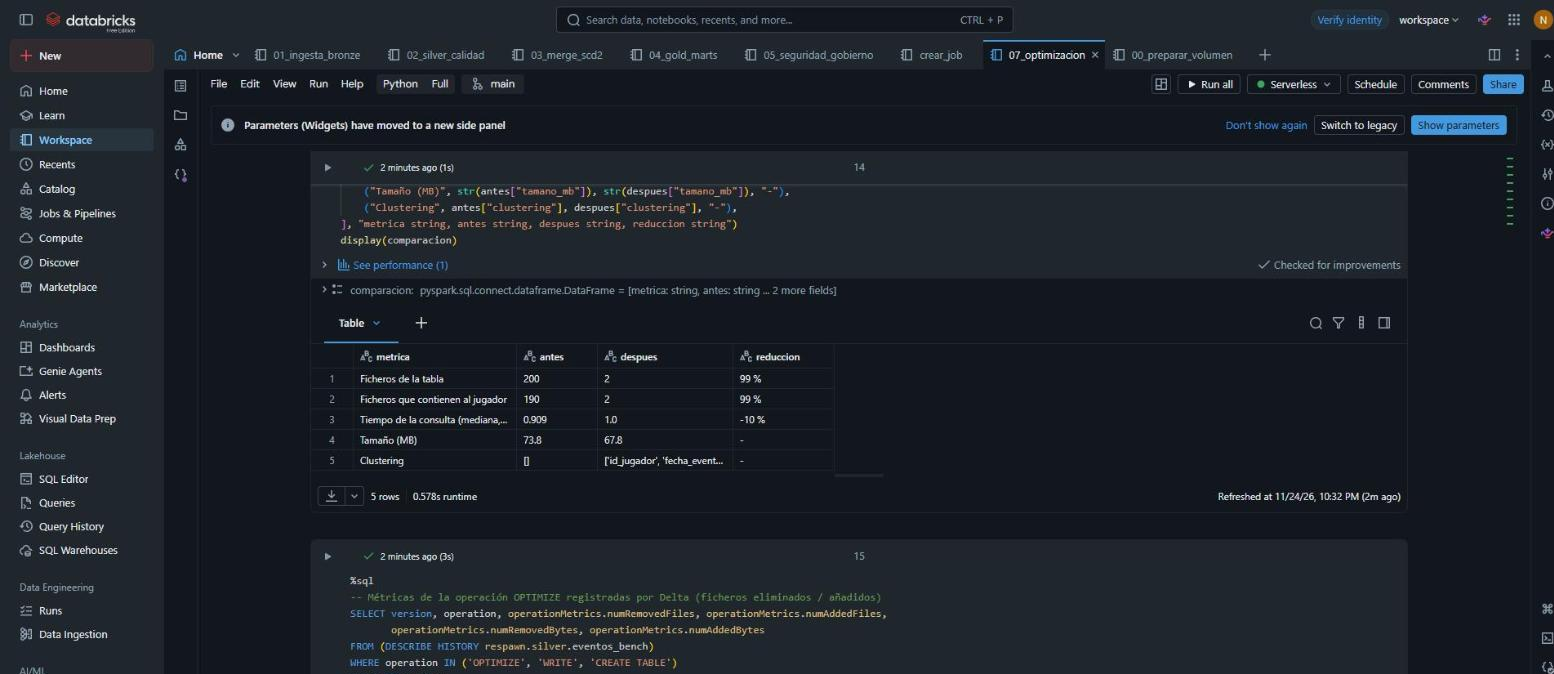 databricks
Free Edition
Search data, notebooks, recents, and more...
CTRL + P
Verify identity
workspace
N
New
Home
01_ingesta_bronze
02_silver_calidad
03_merge_scd2
04_gold_marts
05_seguridad_gobierno
crear_job
07_optimizacion
00_preparar_volumen
File Edit View Run Help Python Full main
Run all
Serverless
Schedule
Comments
Share
Home
Learn
Workspace
Recents
Catalog
Jobs & Pipelines
Compute
Discover
Marketplace
Analytics
Dashboards
Genie Agents
Alerts
Visual Data Prep
Lakehouse
SQL Editor
Queries
Query History
SQL Warehouses
Data Engineering
Runs
Data Ingestion
AI/ML
Parameters (Widgets) have moved to a new side panel
Don't show again
Switch to legacy
Show parameters
2 minutes ago (1s)
14
("Tamaño (MB)", str(antes["tamano_mb"]), str(despues["tamano_mb"]), "-"),
("Clustering", antes["clustering"], despues["clustering"], "-"),
], "metrica string, antes string, despues string, reduccion string")
display(comparacion)
See performance (1)
Checked for improvements
comparacion: pyspark.sql.connect.dataframe.DataFrame = [metrica: string, antes: string ... 2 more fields]
Table
metrica antes despues reduccion
1 Ficheros de la tabla 200 2 99 %
2 Ficheros que contienen al jugador 190 2 99 %
3 Tiempo de la consulta (mediana,... 0.909 1.0 -10 %
4 Tamaño (MB) 73.8 67.8 -
5 Clustering [] ['id_jugador', 'fecha_event... -
5 rows
0.578s runtime
Refreshed at 11/24/26, 10:32 PM (2m ago)
2 minutes ago (3s)
15
%sql
-- Métricas de la operación OPTIMIZE registradas por Delta (ficheros eliminados / añadidos)
SELECT version, operation, operationMetrics.numRemovedFiles, operationMetrics.numAddedFiles,
operationMetrics.numRemovedBytes, operationMetrics.numAddedBytes
FROM (DESCRIBE HISTORY respawn.silver.eventos_bench)
WHERE operation IN ('OPTIMIZE', 'WRITE', 'CREATE TABLE')